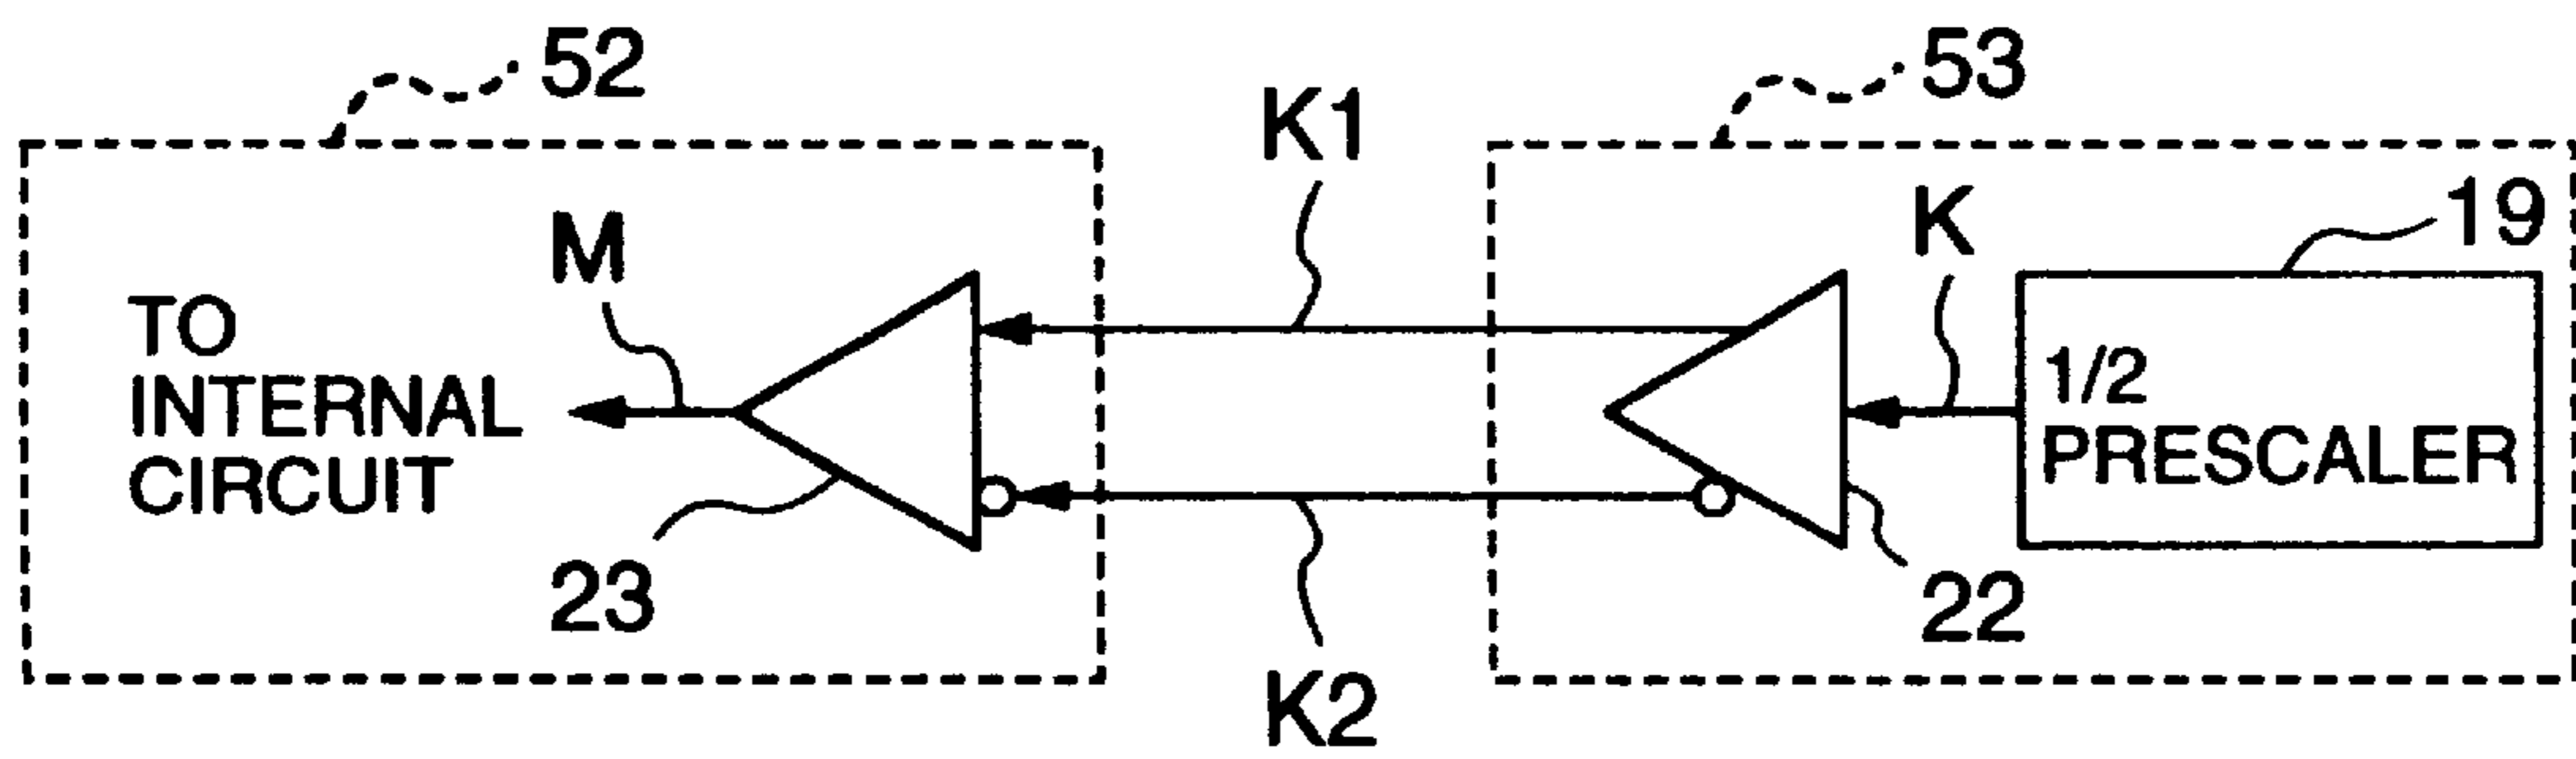 52
53
K1
K
19
M
TO
INTERNAL
CIRCUIT
1/2
PRESCALER
23
22
K2